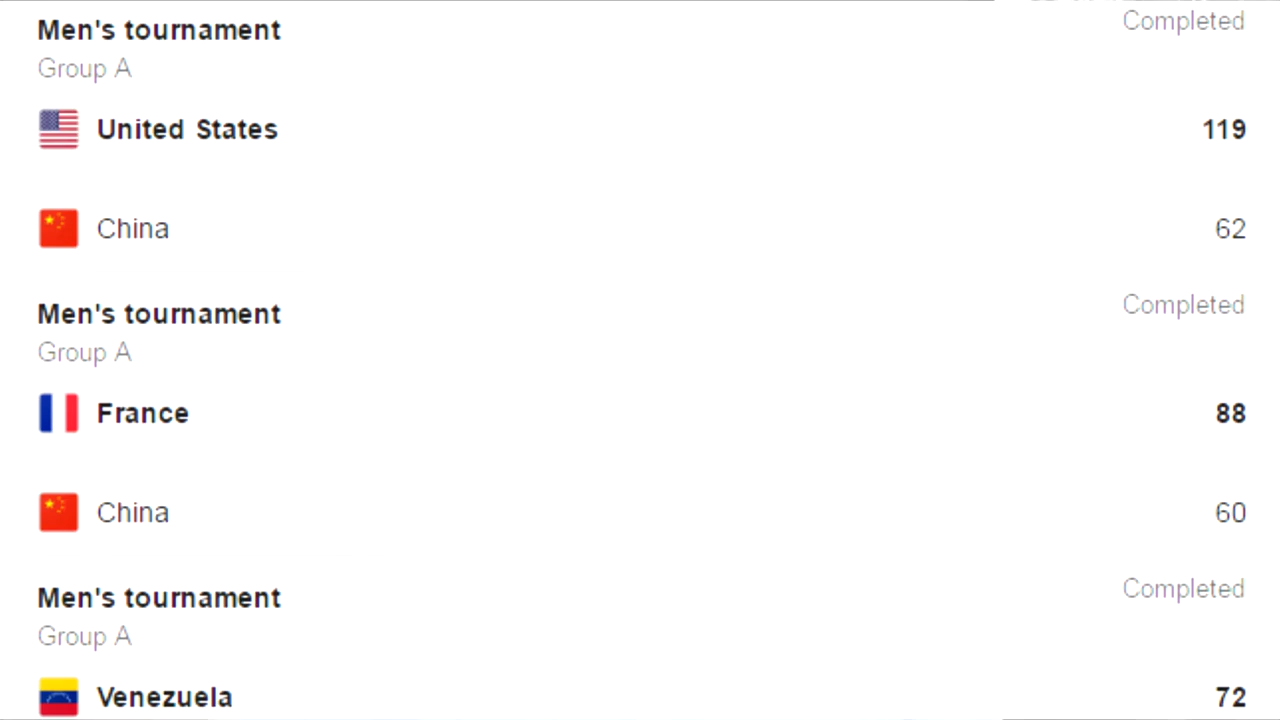 Men's tournament
Completed
Group A
United States 119
China 62
Men's tournament
Completed
Group A
France 88
China 60
Men's tournament
Completed
Group A
Venezuela 72